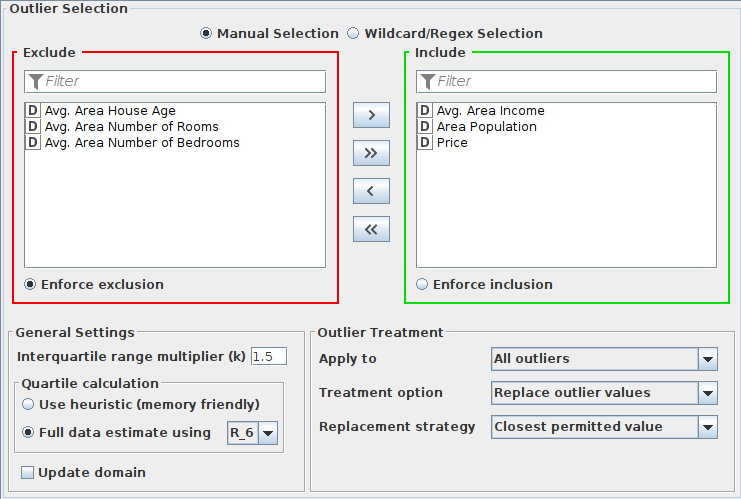 Outlier Selection
Manual Selection Wildcard/Regex Selection
Exclude
Filter
D Avg. Area House Age
D Avg. Area Number of Rooms
D Avg. Area Number of Bedrooms
Enforce exclusion
>
>>
<
<<
Include
Filter
D Avg. Area Income
D Area Population
D Price
Enforce inclusion
General Settings
Interquartile range multiplier (k) 1.5
Quartile calculation
Use heuristic (memory friendly)
Full data estimate using R_6
Update domain
Outlier Treatment
Apply to All outliers
Treatment option Replace outlier values
Replacement strategy Closest permitted value